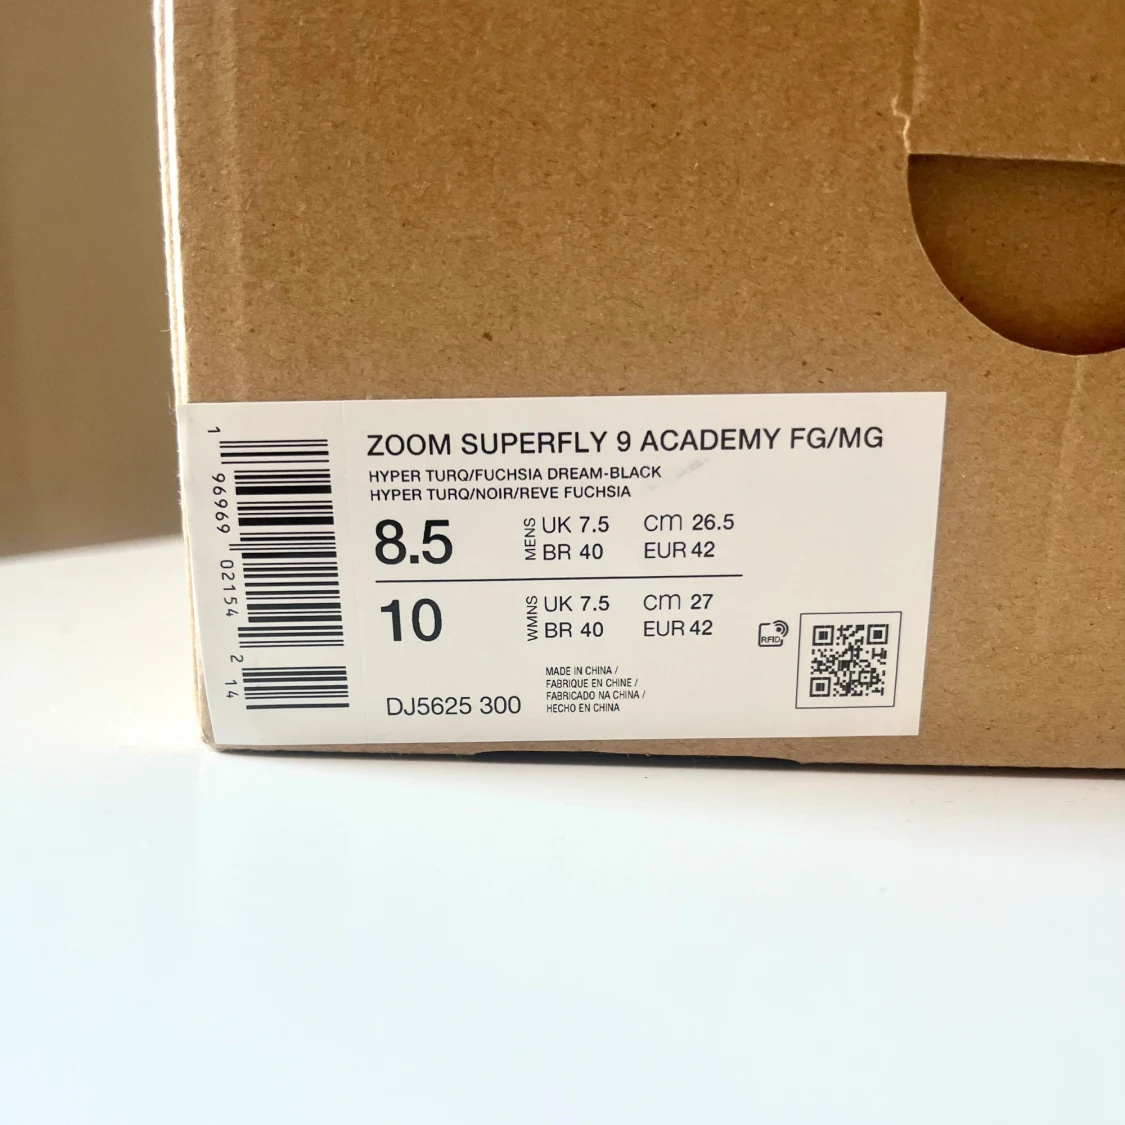 ZOOM SUPERFLY 9 ACADEMY FG/MG
HYPER TURQ/FUCHSIA DREAM-BLACK
HYPER TURQ/NOIR/REVE FUCHSIA
8.5 MENS UK 7.5 CM 26.5
BR 40 EUR 42
10 WMNS UK 7.5 CM 27
BR 40 EUR 42
RFID
MADE IN CHINA /
FABRIQUE EN CHINE /
FABRICADO NA CHINA /
HECHO EN CHINA
DJ5625 300
1 96969 02154 2 14